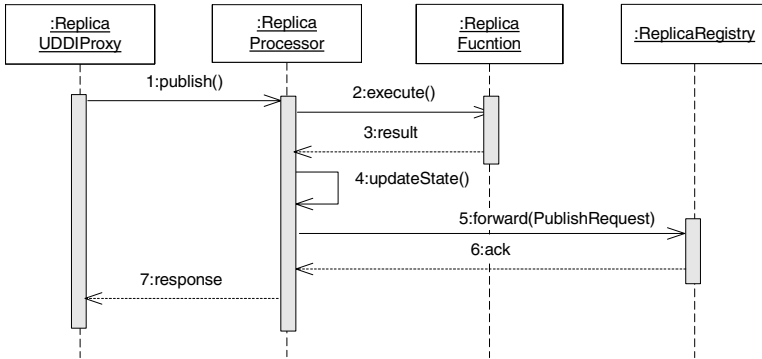 :Replica
UDDIProxy
:Replica
Processor
:Replica
Fucntion
:ReplicaRegistry
1:publish()
2:execute()
3:result
4:updateState()
5:forward(PublishRequest)
6:ack
7:response